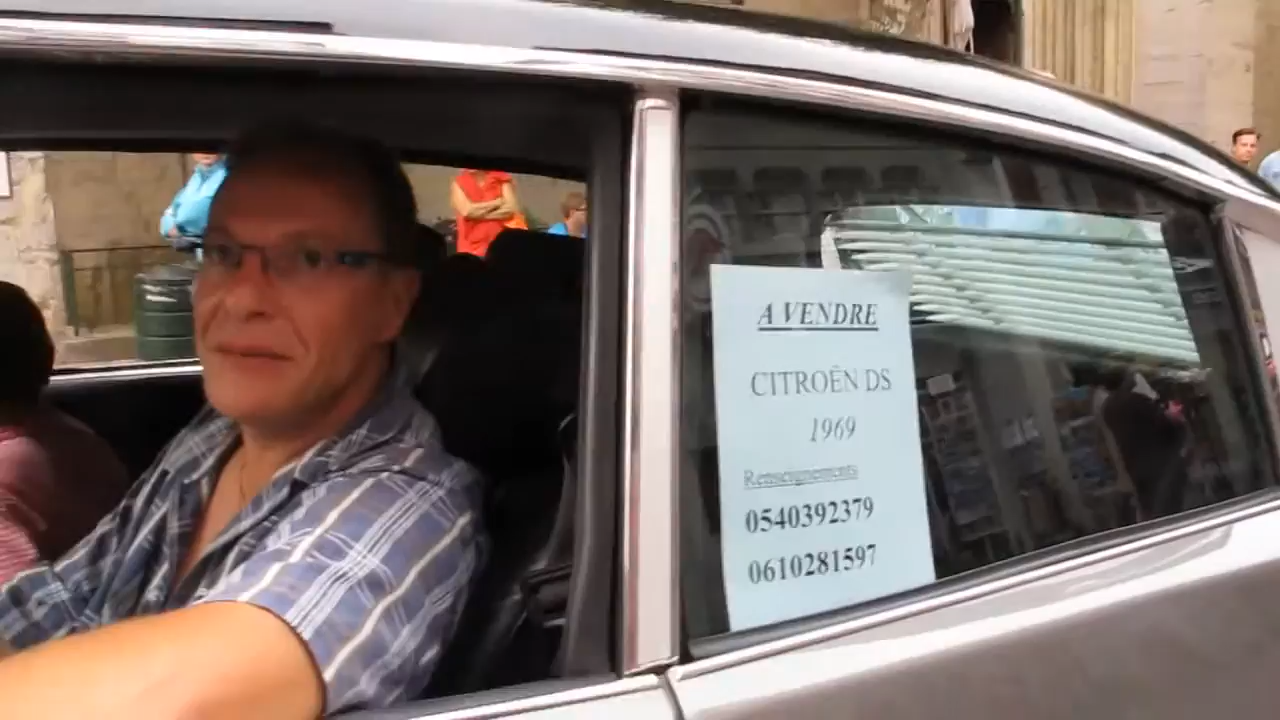 A VENDRE
CITROËN DS
1969
Renseignements
0540392379
0610281597